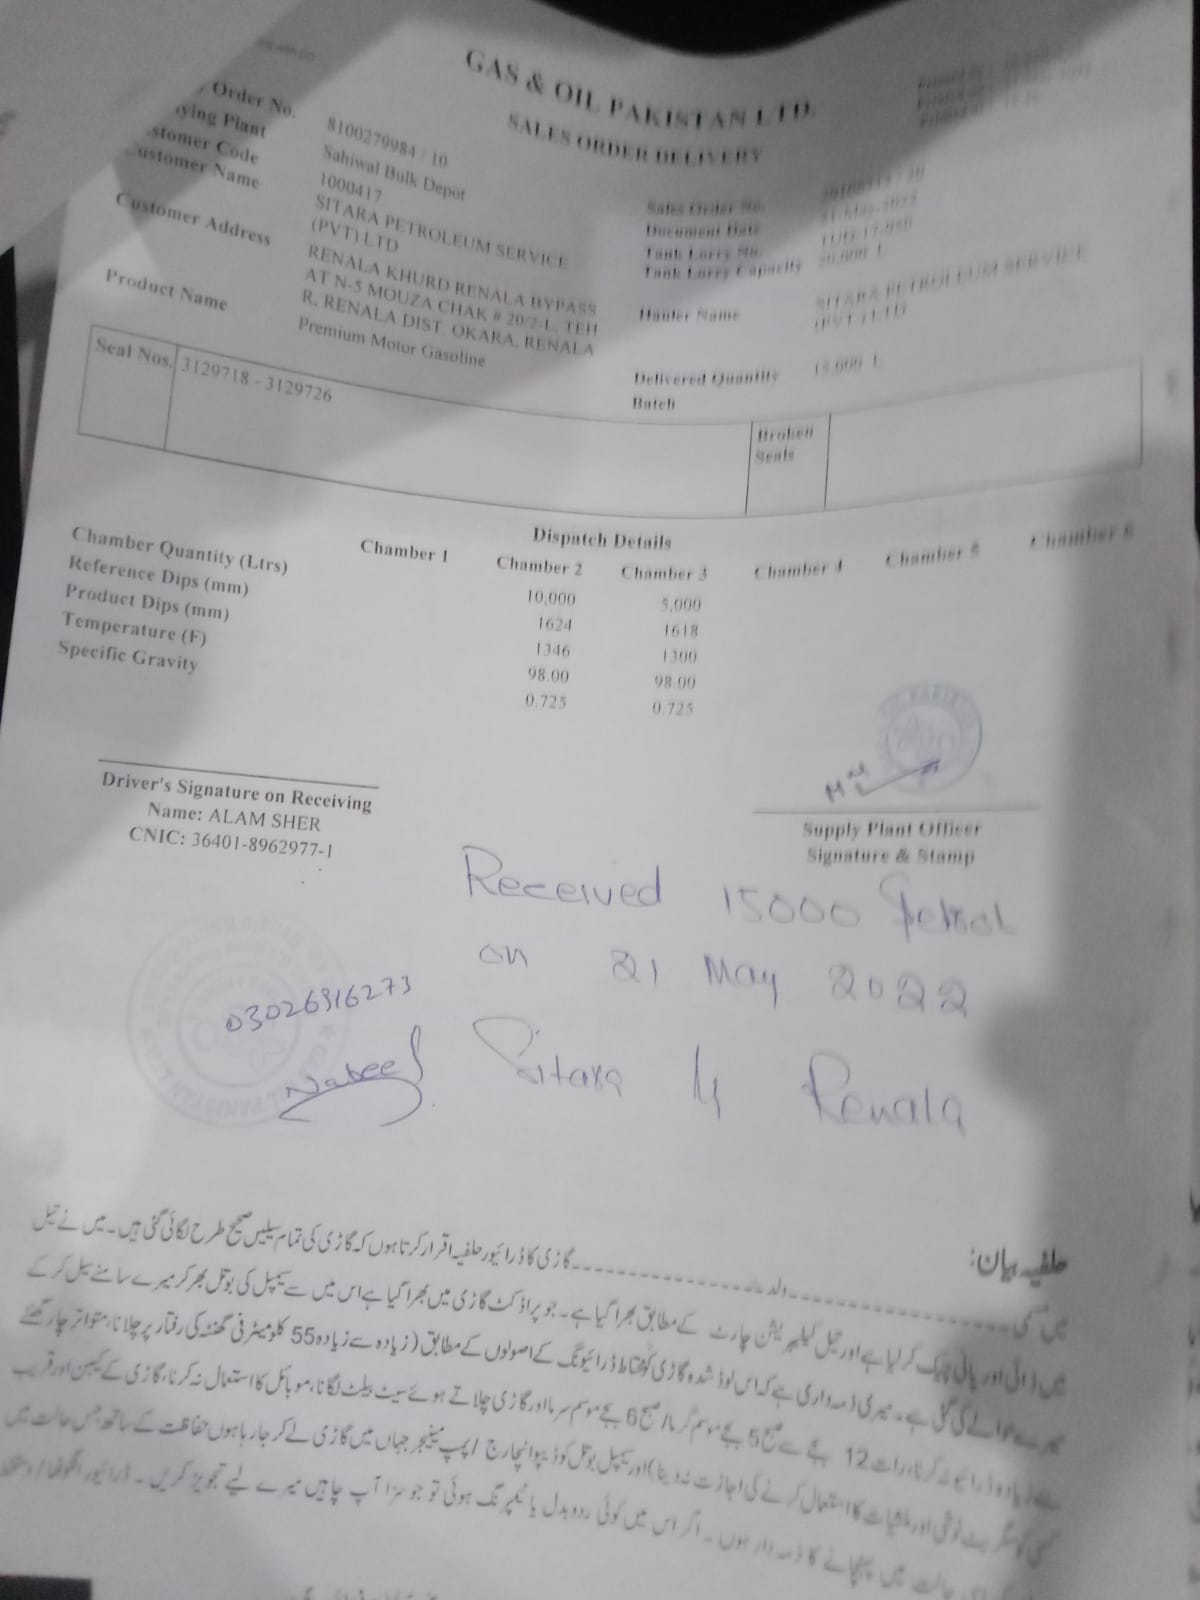 GAS & OIL PAKISTAN LTD.
SALES ORDER DELIVERY
Order No. 8100279984 / 10
Plant Sahiwal Bulk Depot
Customer Code 1000417
Customer Name SITARA PETROLEUM SERVICE
(PVT) LTD
Customer Address RENALA KHURD RENALA BYPASS
AT N-5 MOUZA CHAK # 20/2-L, TEH
R. RENALA DIST. OKARA, RENALA
Product Name Premium Motor Gasoline
Sales Order No.
Document Date 21-May-2022
Tank Lorry No.
Tank Lorry Capacity 20,000 L
Hauler Name SITARA PETROLEUM SERVICE
(PVT) LTD
Delivered Quantity 15,000 L
Batch
Seal Nos. 3129718 - 3129726
Broken
Seals
Dispatch Details
Chamber 1 Chamber 2 Chamber 3 Chamber 4 Chamber 5 Chamber 6
Chamber Quantity (Ltrs) 10,000 5,000
Reference Dips (mm) 1624 1618
Product Dips (mm) 1346 1300
Temperature (F) 98.00 98.00
Specific Gravity 0.725 0.725
Driver's Signature on Receiving
Name: ALAM SHER
CNIC: 36401-8962977-1
Supply Plant Officer
Signature & Stamp
Received 15000 Petrol
on 21 May 2022
03026916273
Nabeel
Sitara 4 Renala
حلفیہ بیان:
میں مسمی ولد گاڑی کا ڈرائیور حلفیہ اقرار کرتا ہوں کہ گاڑی کی تمام سیلیں صحیح طرح لگائی گئی ہیں۔ میں نے تیل
میں ڈائی اور پانی چیک کر لیا ہے اور تیل کیلیبریشن چارٹ کے مطابق بھرا گیا ہے۔ جو پراڈکٹ گاڑی میں بھرا گیا ہے اس میں سے سیمپل کی بوتل بھر کر میرے سامنے سیل کر کے
میرے حوالے کی گئی ہے۔ میری ذمہ داری ہے کہ اس لوڈ شدہ گاڑی کو محتاط ڈرائیونگ کے اصولوں کے مطابق (زیادہ سے زیادہ 55 کلومیٹر فی گھنٹہ کی رفتار پر چلانا، متواتر چار گھنٹے
سے زیادہ ڈرائیو نہ کرنا، رات 12 بجے سے صبح 5 بجے موسم گرما / صبح 6 بجے موسم سرما اور گاڑی چلاتے ہوئے سیٹ بیلٹ لگانا، موبائل کا استعمال نہ کرنا، گاڑی کے کیبن اور قریب
کسی کو سگریٹ نوشی اور منشیات کا استعمال کرنے کی اجازت نہ دینا) اور سیمپل بوتل کو ڈیپو انچارج / پمپ مینیجر جہاں میں گاڑی لے کر جا رہا ہوں حفاظت کے ساتھ جس حالت میں
حالت میں پہنچانے کا ذمہ دار ہوں۔ اگر اس میں کوئی ردوبدل یا ٹیمپرنگ ہوئی تو جو سزا آپ چاہیں میرے لیے تجویز کریں۔ ڈرائیور انگوٹھا / دستخط